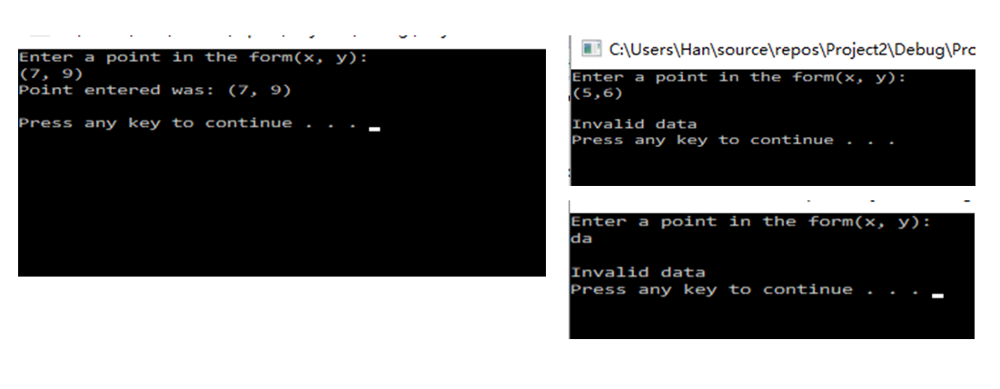 Enter a point in the form(x, y):
(7, 9)
Point entered was: (7, 9)
Press any key to continue . . .
C:\Users\Han\source\repos\Project2\Debug\Pro
Enter a point in the form(x, y):
(5,6)
Invalid data
Press any key to continue . . .
Enter a point in the form(x, y):
da
Invalid data
Press any key to continue . . .